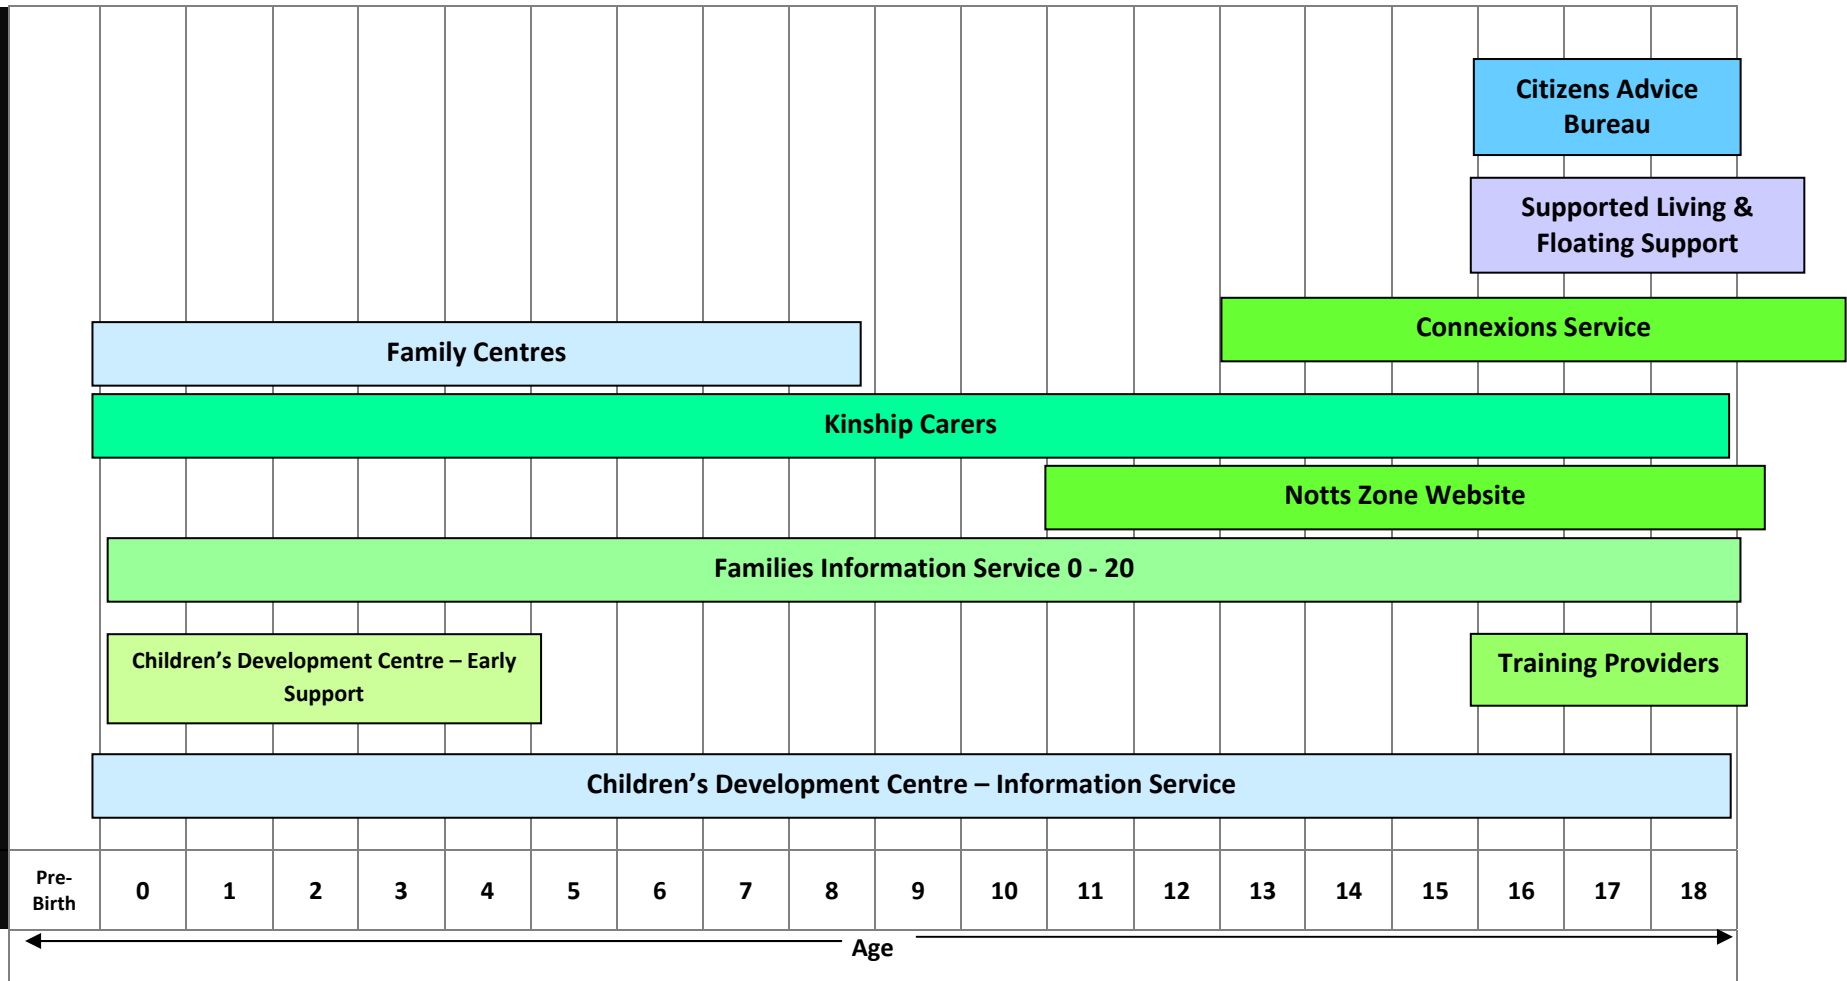 Citizens Advice
Bureau
Supported Living &
Floating Support
Connexions Service
Family Centres
Kinship Carers
Notts Zone Website
Families Information Service 0 - 20
Children’s Development Centre – Early
Support
Training Providers
Children’s Development Centre – Information Service
Pre-
Birth
0 1 2 3 4 5 6 7 8 9 10 11 12 13 14 15 16 17 18
Age